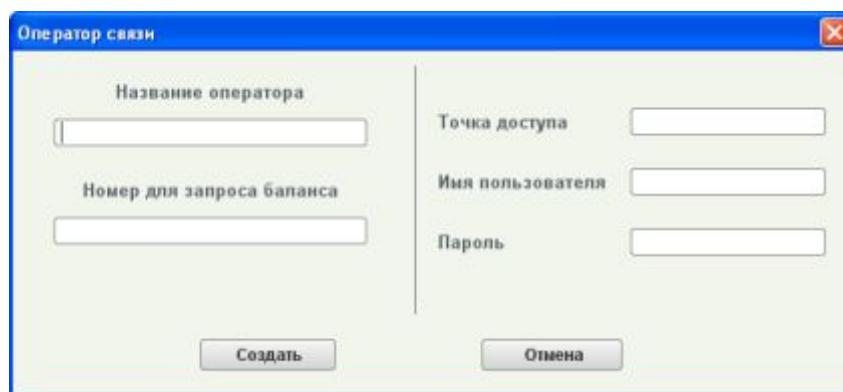 Оператор связи
Название оператора
Номер для запроса баланса
Точка доступа
Имя пользователя
Пароль
Создать
Отмена